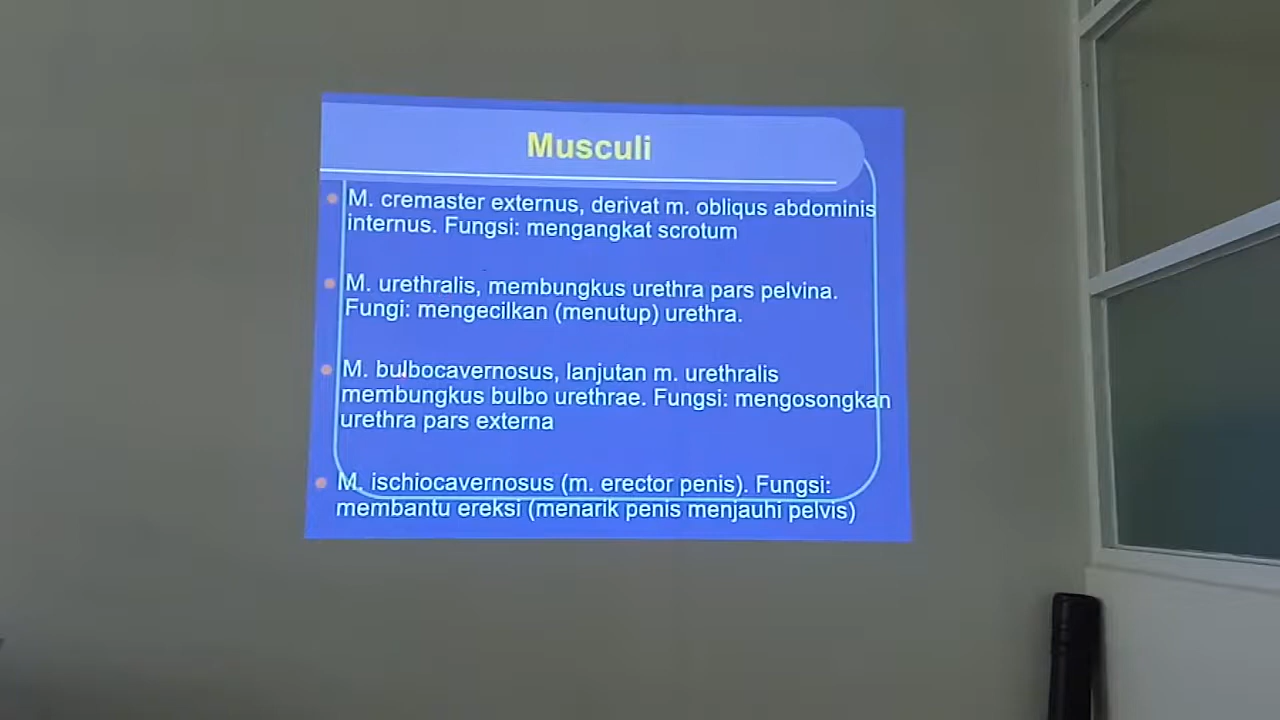 Musculi
M. cremaster externus, derivat m. obliqus abdominis
internus. Fungsi: mengangkat scrotum
M. urethralis, membungkus urethra pars pelvina.
Fungi: mengecilkan (menutup) urethra.
M. bulbocavernosus, lanjutan m. urethralis
membungkus bulbo urethrae. Fungsi: mengosongkan
urethra pars externa
M. ischiocavernosus (m. erector penis). Fungsi:
membantu ereksi (menarik penis menjauhi pelvis)